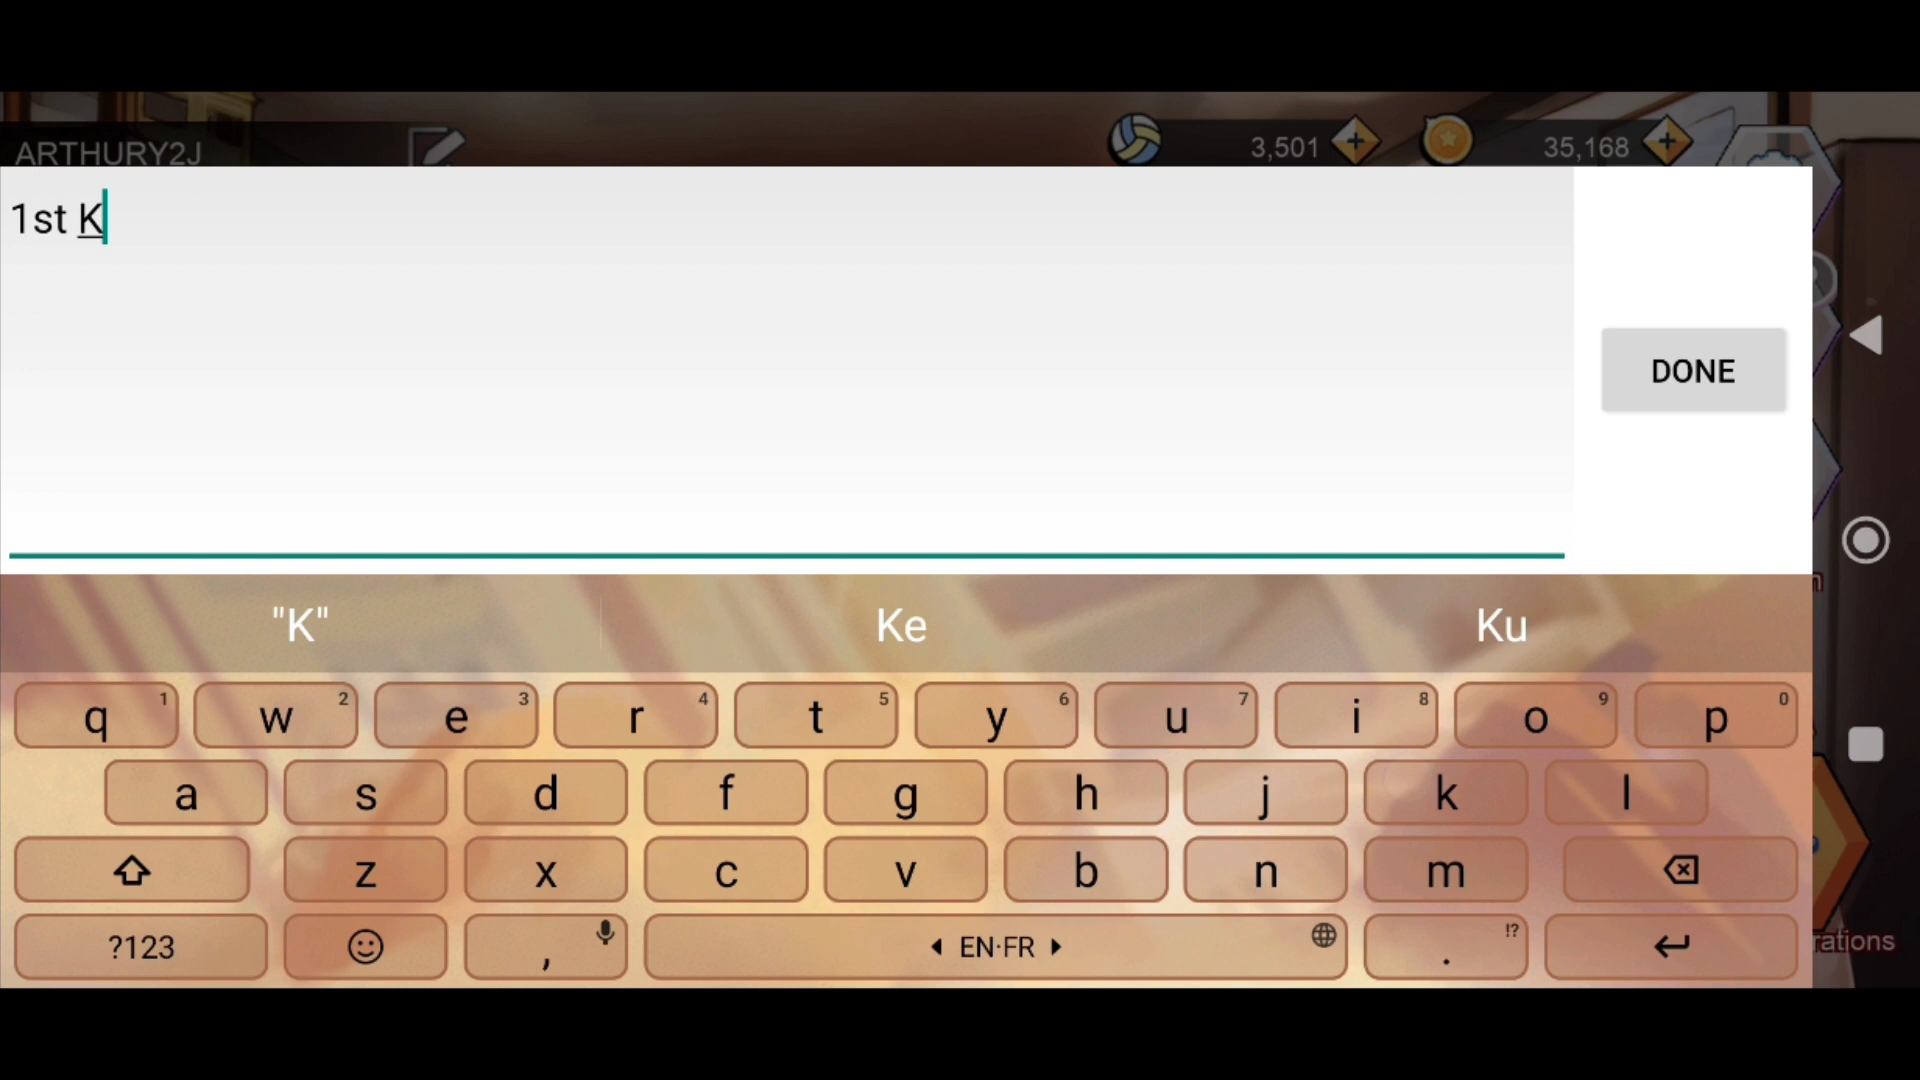 ARTHURY2J
3,501
35,168
1st K
DONE
"K" Ke Ku
q 1 w 2 e 3 r 4 t 5 y 6 u 7 i 8 o 9 p 0
a s d f g h j k l
z x c v b n m
?123 , EN·FR . !?
rations